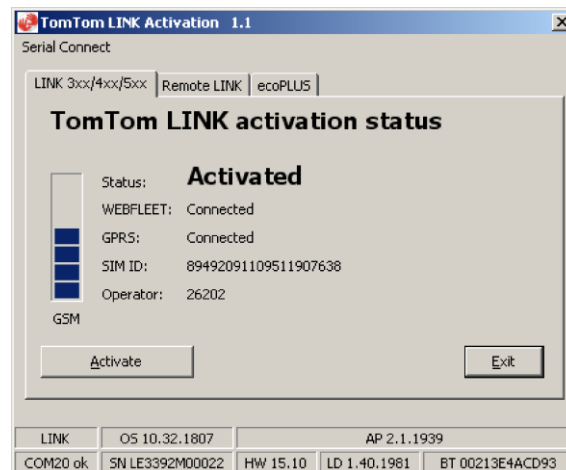 TomTom LINK Activation 1.1
Serial Connect
LINK 3xx/4xx/5xx Remote LINK ecoPLUS
TomTom LINK activation status
Status: Activated
WEBFLEET: Connected
GPRS: Connected
SIM ID: 89492091109511907638
Operator: 26202
GSM
Activate Exit
LINK OS 10.32.1807 AP 2.1.1939
COM20 ok SN LE3392M00022 HW 15.10 LD 1.40.1981 BT 00213E4ACD93